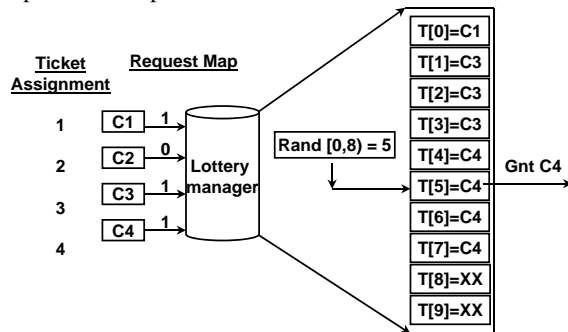 Ticket
Assignment
Request Map
1
2
3
4
C1
C2
C3
C4
1
0
1
1
Lottery
manager
Rand [0,8) = 5
T[0]=C1
T[1]=C3
T[2]=C3
T[3]=C3
T[4]=C4
T[5]=C4
T[6]=C4
T[7]=C4
T[8]=XX
T[9]=XX
Gnt C4